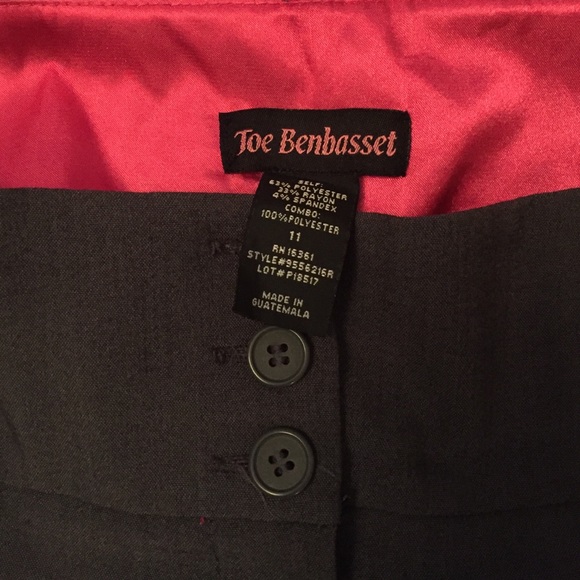 Joe Benbasset
SELF:
63% POLYESTER
33% RAYON
4% SPANDEX
COMBO:
100%POLYESTER
11
RN 16361
STYLE#9556216R
LOT#P18517
MADE IN
GUATEMALA